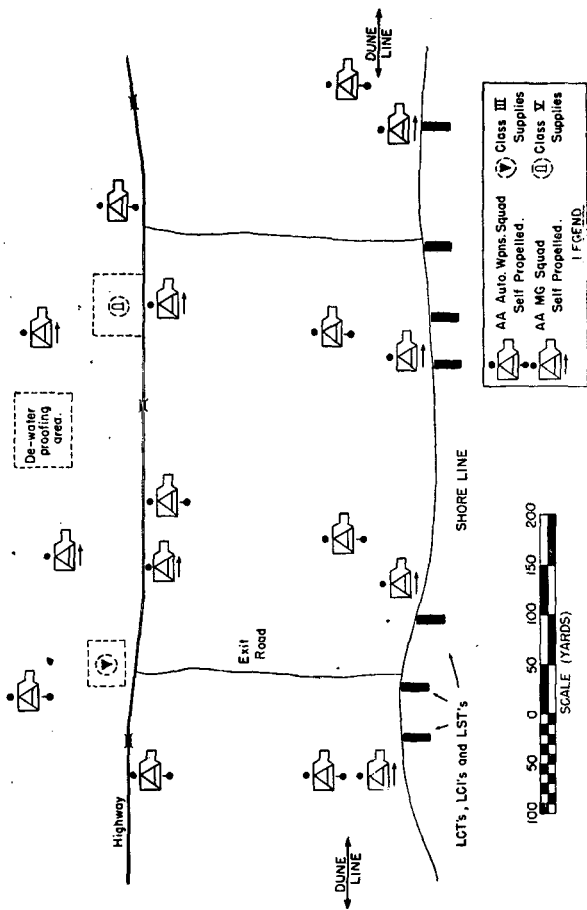 DUNE
LINE
De-water
proofing
area.
Highway
Exit
Road
DUNE
LINE
SHORE LINE
LCT's, LCI's and LST's
100 50 0 50 100 150 200
SCALE (YARDS)
AA Auto. Wpns. Squad
Self Propelled.
AA MG Squad
Self Propelled.
Class III
Supplies
Class V
Supplies
LEGEND